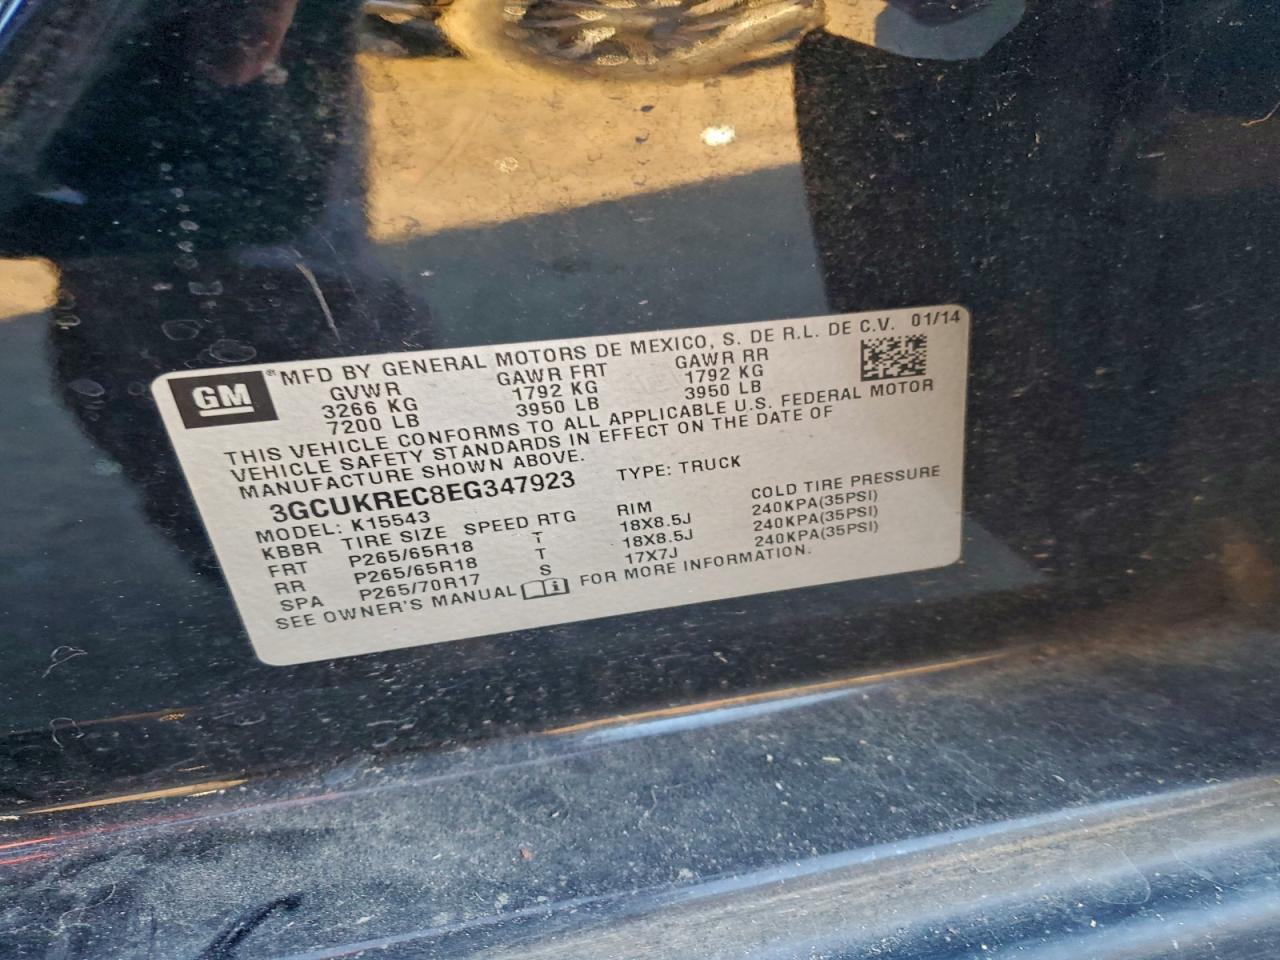 GM ® MFD BY GENERAL MOTORS DE MEXICO, S. DE R.L. DE C.V. 01/14
GVWR GAWR FRT GAWR RR
3266 KG 1792 KG 1792 KG
7200 LB 3950 LB 3950 LB
THIS VEHICLE CONFORMS TO ALL APPLICABLE U.S. FEDERAL MOTOR
VEHICLE SAFETY STANDARDS IN EFFECT ON THE DATE OF
MANUFACTURE SHOWN ABOVE.
3GCUKREC8EG347923 TYPE: TRUCK
MODEL: K15543
KBBR TIRE SIZE SPEED RTG RIM COLD TIRE PRESSURE
FRT P265/65R18 T 18X8.5J 240KPA(35PSI)
RR P265/65R18 T 18X8.5J 240KPA(35PSI)
SPA P265/70R17 S 17X7J 240KPA(35PSI)
SEE OWNER'S MANUAL i FOR MORE INFORMATION.